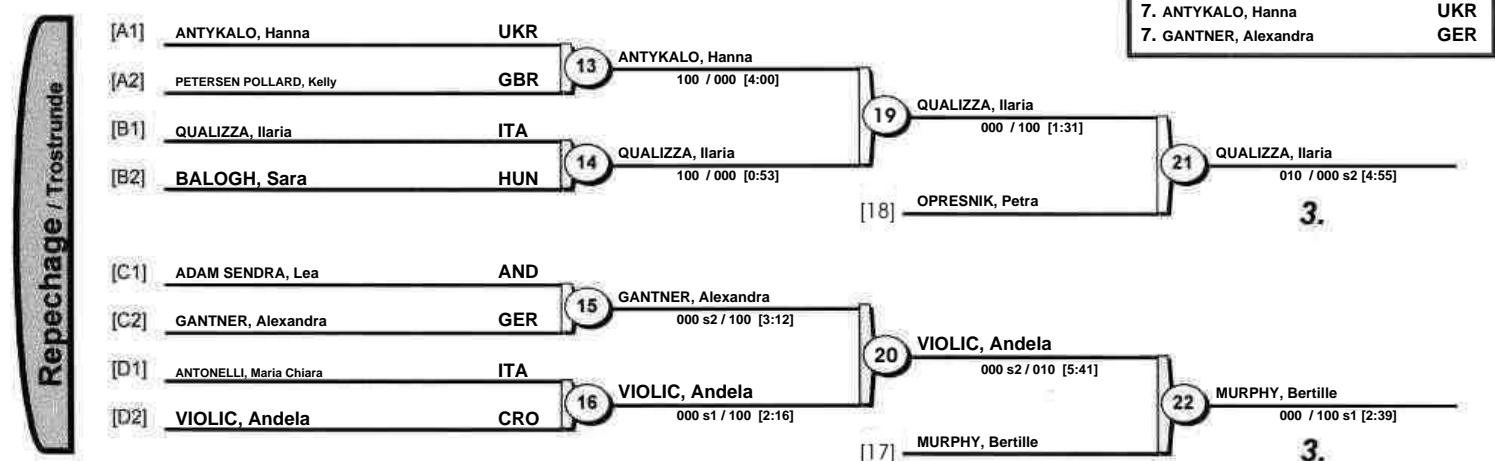 7. ANTYKALO, Hanna UKR
7. GANTNER, Alexandra GER
Repechage / Trostrunde
[A1] ANTYKALO, Hanna UKR
13 ANTYKALO, Hanna
100 / 000 [4:00]
[A2] PETERSEN POLLARD, Kelly GBR
19 QUALIZZA, Ilaria
000 / 100 [1:31]
[B1] QUALIZZA, Ilaria ITA
14 QUALIZZA, Ilaria
100 / 000 [0:53]
21 QUALIZZA, Ilaria
010 / 000 s2 [4:55]
[B2] BALOGH, Sara HUN
[18] OPRESNIK, Petra
3.
[C1] ADAM SENDRA, Lea AND
15 GANTNER, Alexandra
000 s2 / 100 [3:12]
[C2] GANTNER, Alexandra GER
20 VIOLIC, Andela
000 s2 / 010 [5:41]
[D1] ANTONELLI, Maria Chiara ITA
16 VIOLIC, Andela
000 s1 / 100 [2:16]
22 MURPHY, Bertille
000 / 100 s1 [2:39]
[D2] VIOLIC, Andela CRO
[17] MURPHY, Bertille
3.